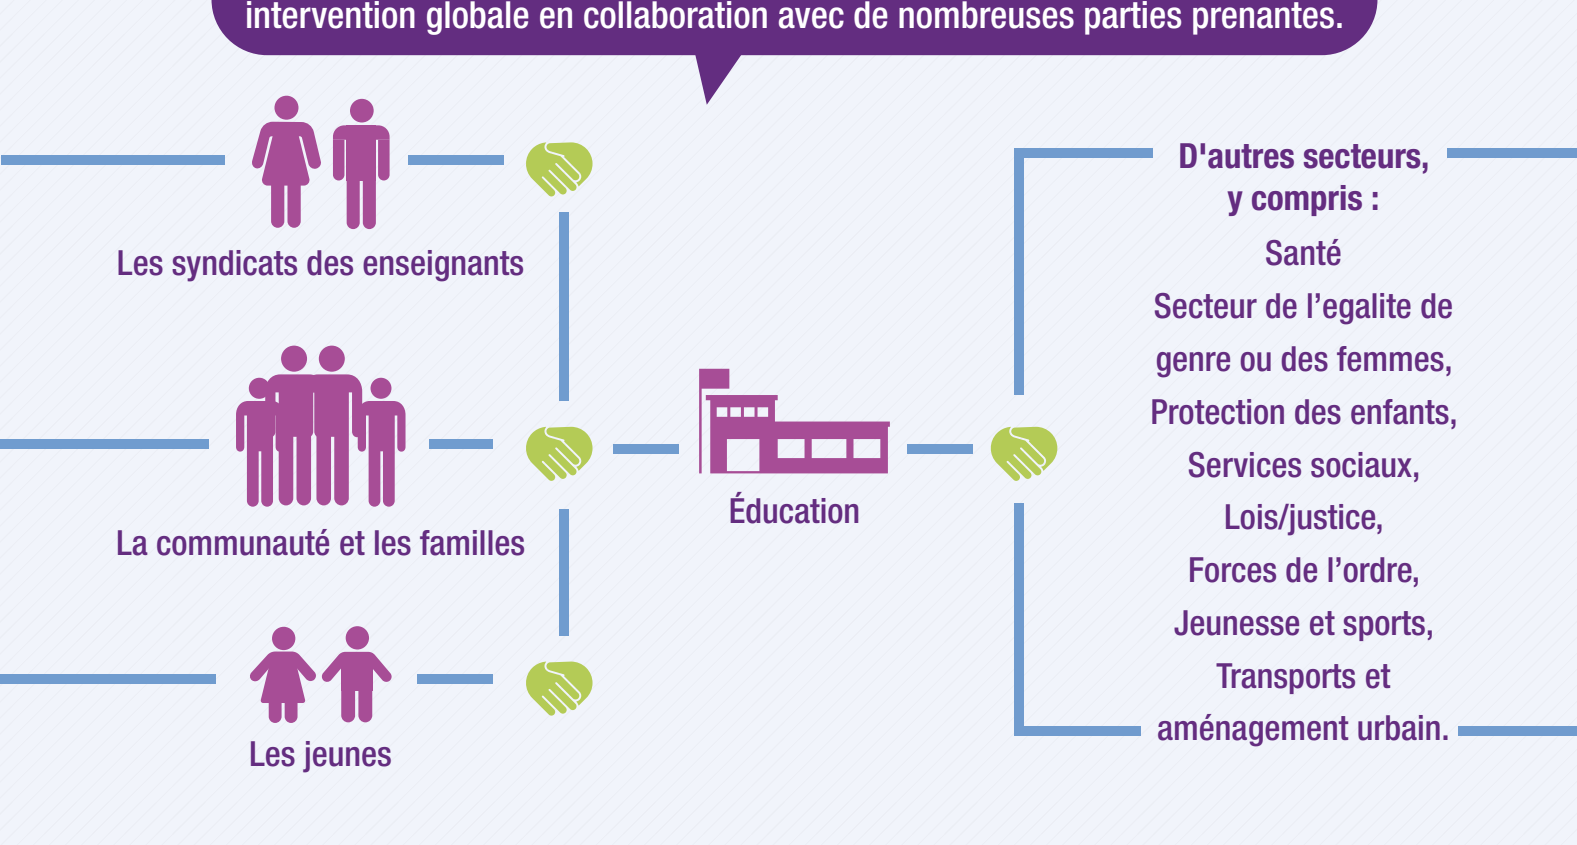 intervention globale en collaboration avec de nombreuses parties prenantes.
Les syndicats des enseignants
La communauté et les familles
Les jeunes
Éducation
D'autres secteurs,
y compris :
Santé
Secteur de l’egalite de
genre ou des femmes,
Protection des enfants,
Services sociaux,
Lois/justice,
Forces de l’ordre,
Jeunesse et sports,
Transports et
aménagement urbain.